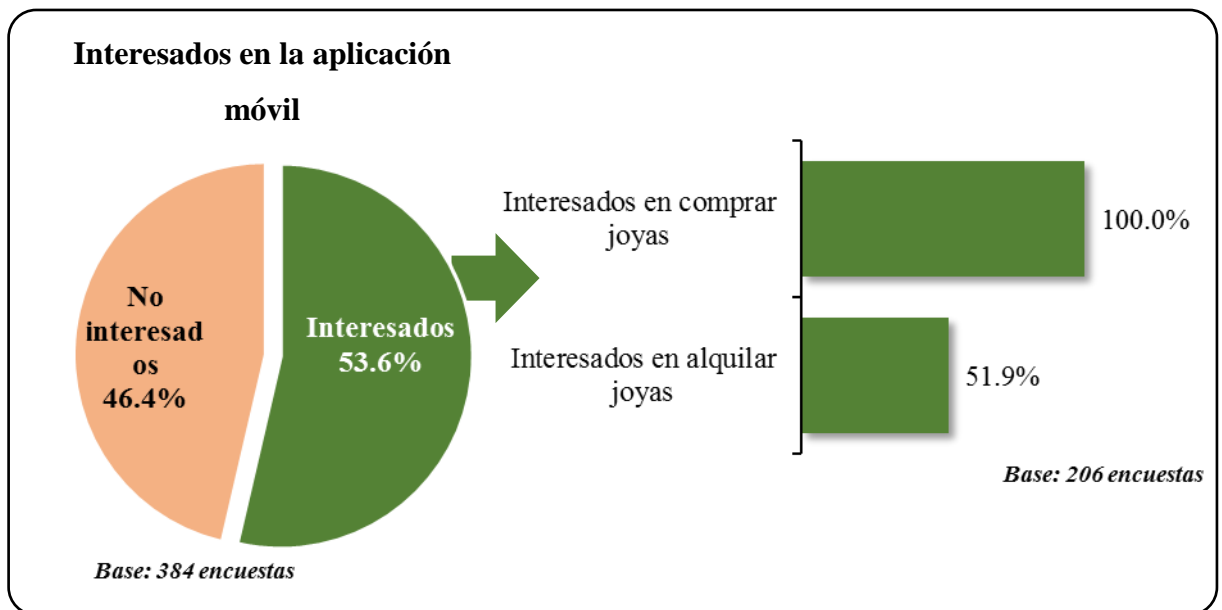 Interesados en la aplicación
móvil
No
interesad
os
46.4%
Interesados
53.6%
Base: 384 encuestas
Interesados en comprar
joyas
100.0%
Interesados en alquilar
joyas
51.9%
Base: 206 encuestas